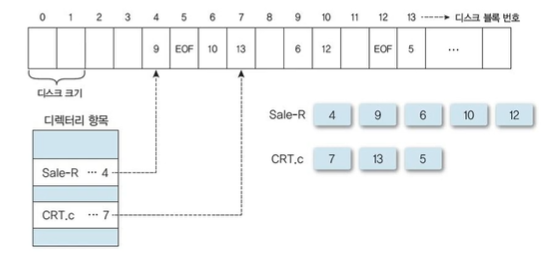 0 1 2 3 4 5 6 7 8 9 10 11 12 13 디스크 블록 번호
9 EOF 10 13 6 12 EOF 5 ...
디스크 크기
디렉터리 항목
Sale-R ... 4
CRT.c ... 7
Sale-R 4 9 6 10 12
CRT.c 7 13 5